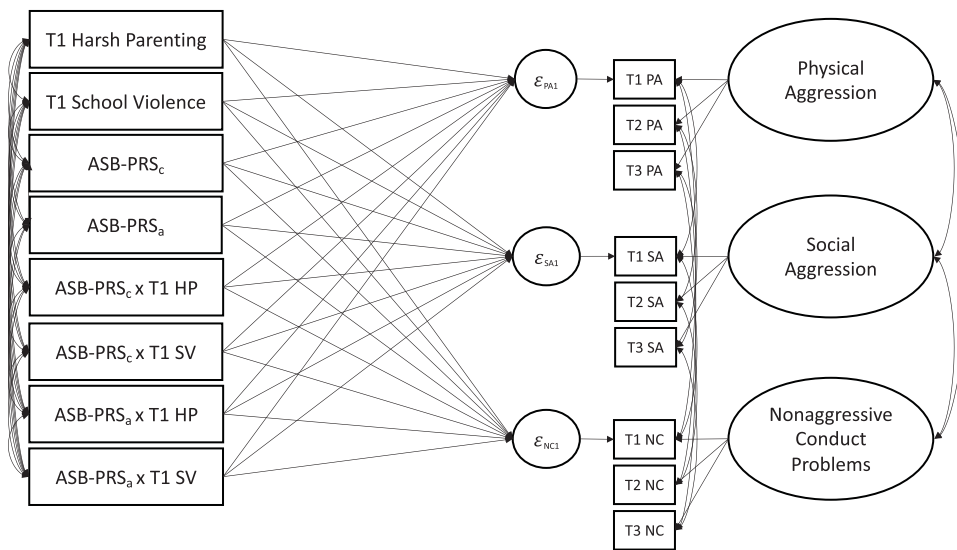 T1 Harsh Parenting
T1 School Violence
ASB-PRSc
ASB-PRSa
ASB-PRSc x T1 HP
ASB-PRSc x T1 SV
ASB-PRSa x T1 HP
ASB-PRSa x T1 SV
εPA1
εSA1
εNC1
T1 PA
T2 PA
T3 PA
T1 SA
T2 SA
T3 SA
T1 NC
T2 NC
T3 NC
Physical
Aggression
Social
Aggression
Nonaggressive
Conduct
Problems